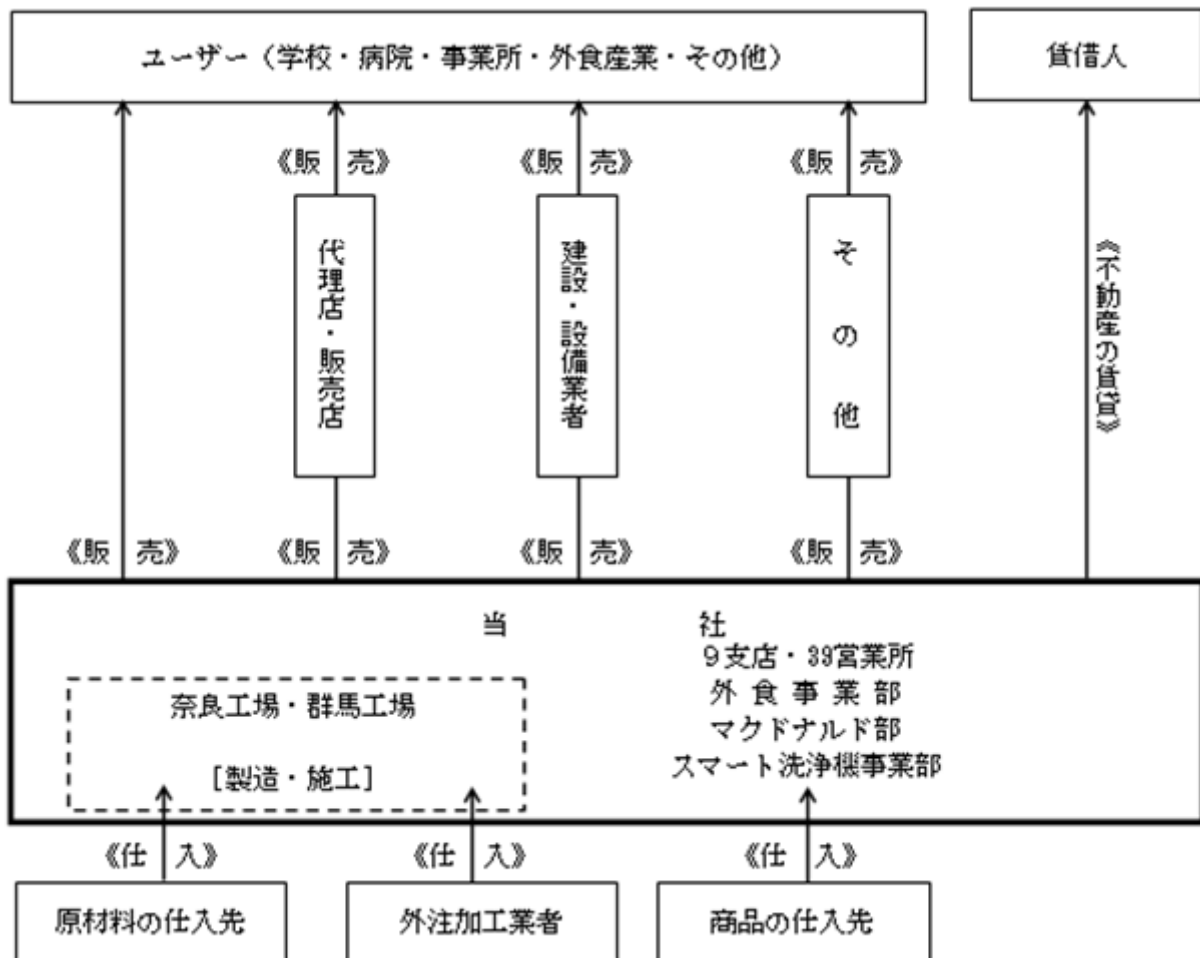 ユーザー（学校・病院・事業所・外食産業・その他）
賃借人
《販 売》
《販 売》
《販 売》
代理店・販売店
建設・設備業者
そ の 他
《不動産の賃貸》
《販 売》
《販 売》
《販 売》
《販 売》
当 社
９支店・39営業所
外 食 事 業 部
マクドナルド部
スマート洗浄機事業部
奈良工場・群馬工場
[製造・施工]
《仕 入》
《仕 入》
《仕 入》
原材料の仕入先
外注加工業者
商品の仕入先